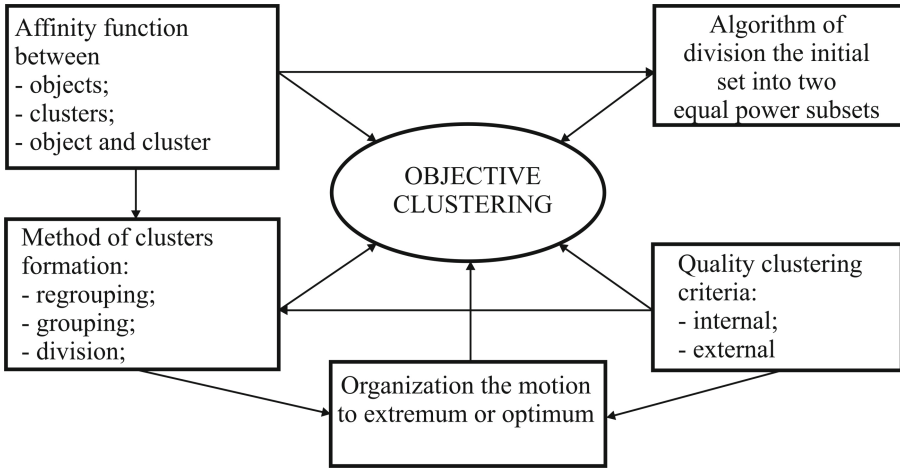 Affinity function
between
- objects;
- clusters;
- object and cluster
Algorithm of
division the initial
set into two
equal power subsets
OBJECTIVE
CLUSTERING
Method of clusters
formation:
- regrouping;
- grouping;
- division;
Quality clustering
criteria:
- internal;
- external
Organization the motion
to extremum or optimum